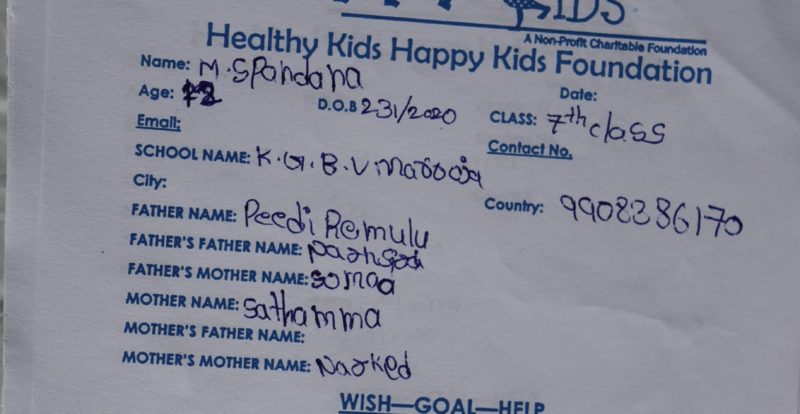 A Non-Profit Charitable Foundation
Healthy Kids Happy Kids Foundation
Name: M. Spandana
Date:
Age: 12
D.O.B 231/2020
CLASS: 7th class
Email:
Contact No.
SCHOOL NAME: K.G.B.V
City:
Country: 9908386170
FATHER NAME: Peedi Remulu
FATHER'S FATHER NAME:
FATHER'S MOTHER NAME:
MOTHER NAME: Sathamma
MOTHER'S FATHER NAME:
MOTHER'S MOTHER NAME: Narked
WISH—GOAL—HELP